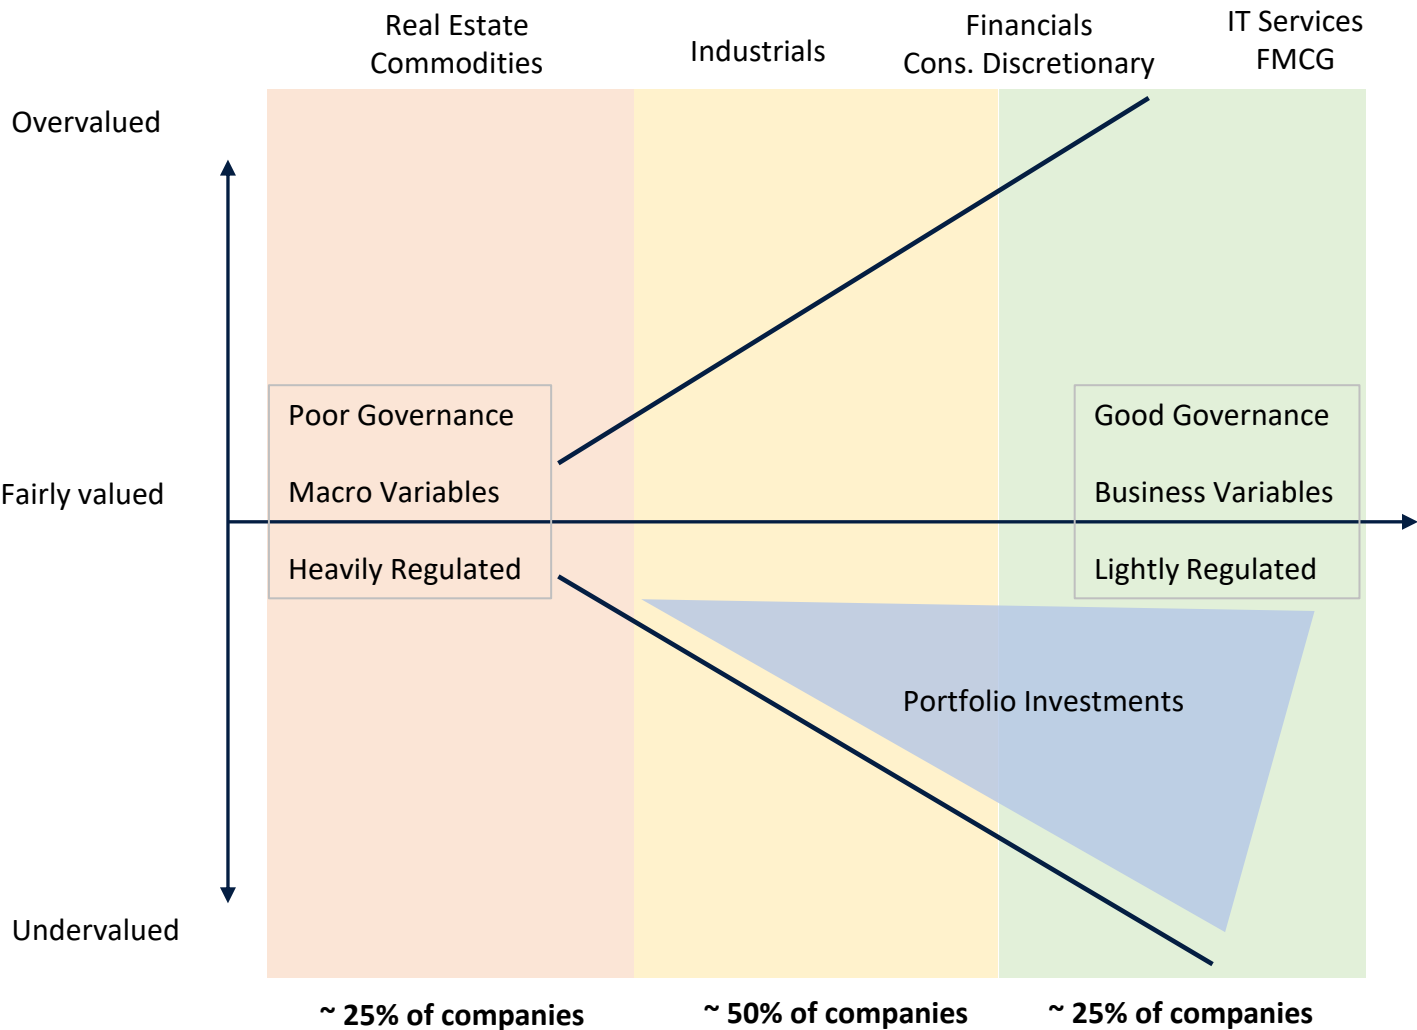 Real Estate
Commodities
Industrials
Financials
Cons. Discretionary
IT Services
FMCG
Overvalued
Poor Governance
Good Governance
Fairly valued
Macro Variables
Business Variables
Heavily Regulated
Lightly Regulated
Portfolio Investments
Undervalued
~ 25% of companies
~ 50% of companies
~ 25% of companies